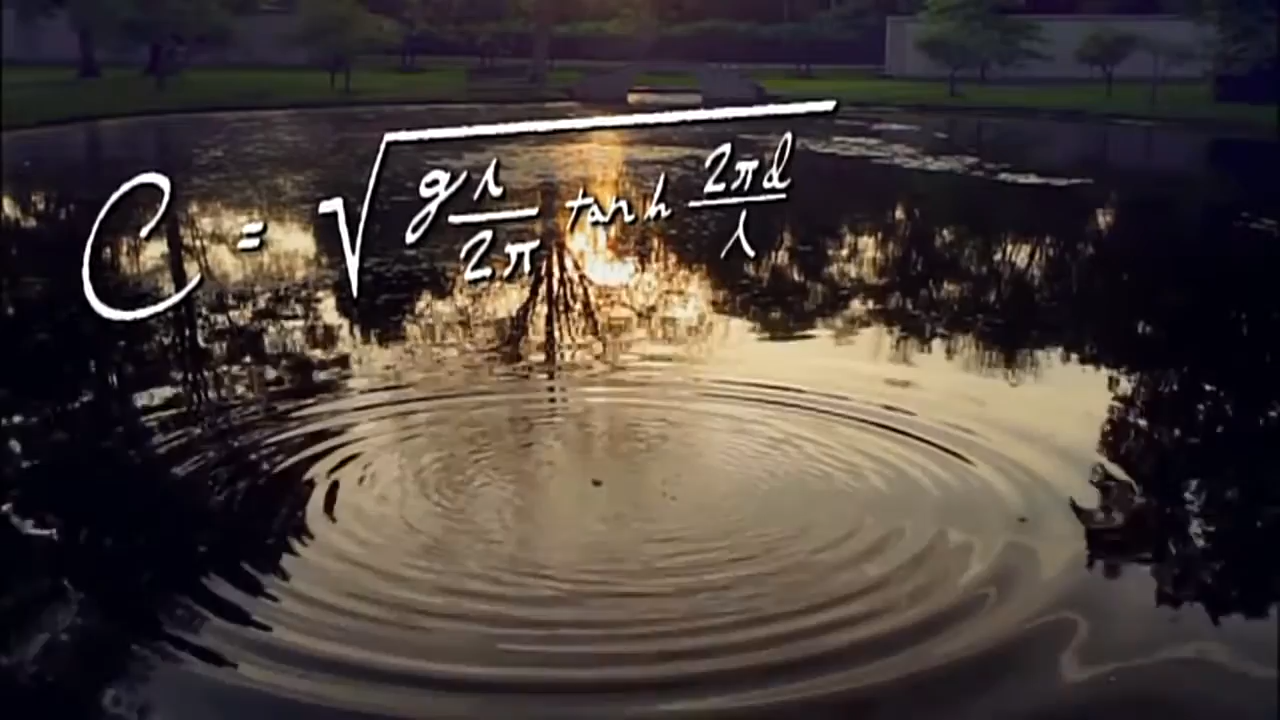 C = √(gλ/2π tanh 2πd/λ)